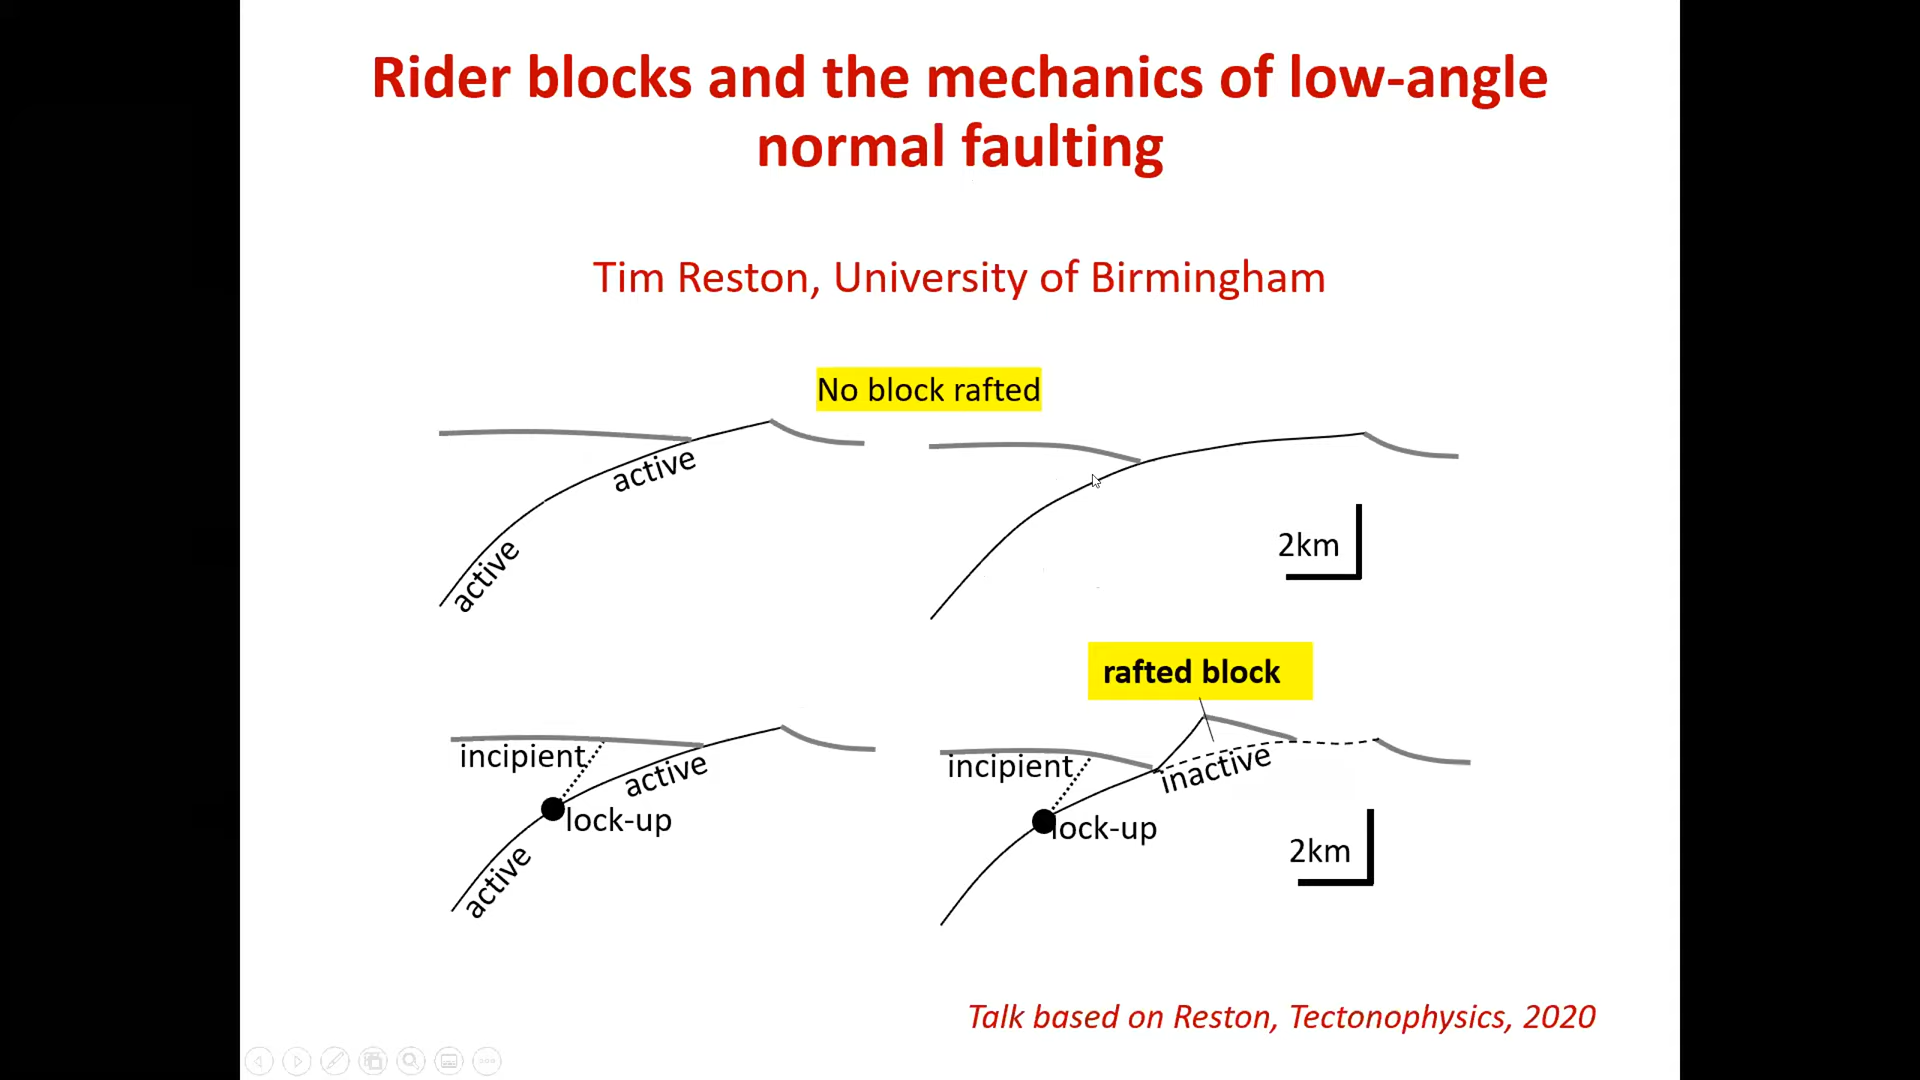 Rider blocks and the mechanics of low-angle
normal faulting
Tim Reston, University of Birmingham
No block rafted
active
active
2km
rafted block
incipient
active
lock-up
active
incipient
inactive
lock-up
2km
Talk based on Reston, Tectonophysics, 2020